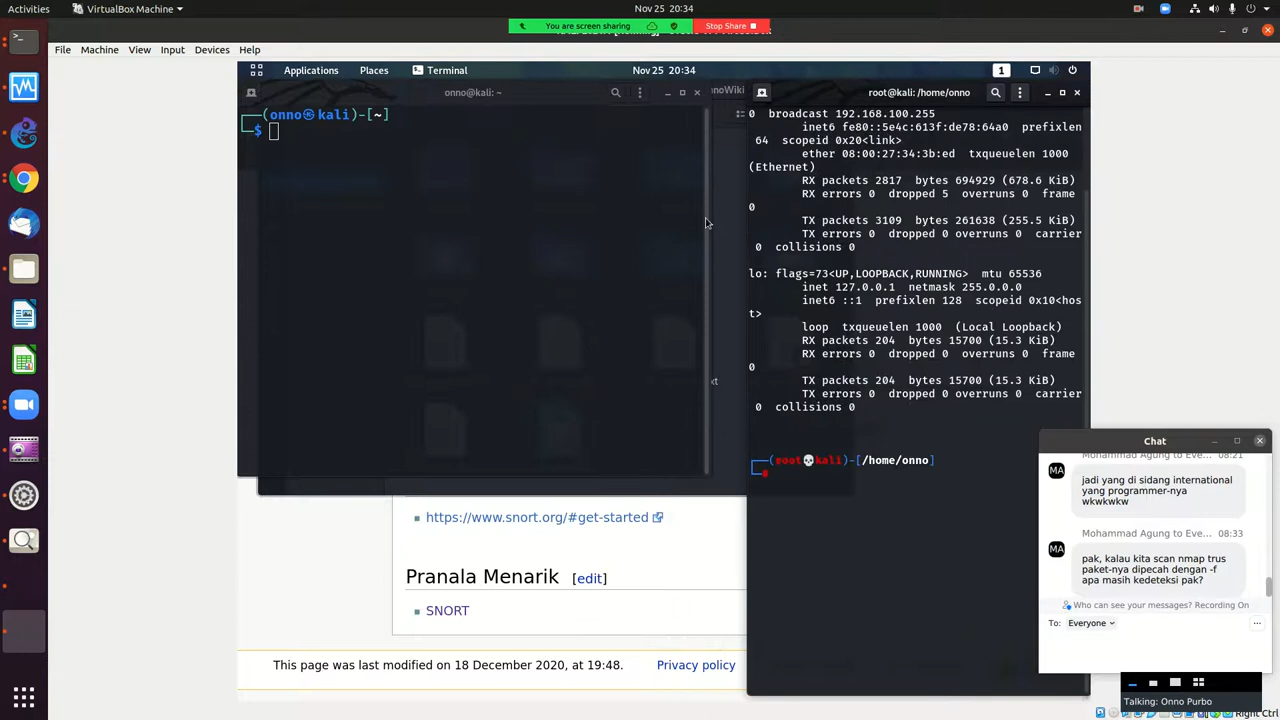 Activities
VirtualBox Machine
Nov 25 20:34
You are screen sharing
Stop Share
File Machine View Input Devices Help
Applications Places Terminal
Nov 25 20:34
1
onno@kali: ~
nnoWiki
root@kali: /home/onno
(onno㉿kali)-[~]
$
0 broadcast 192.168.100.255
inet6 fe80::5e4c:613f:de78:64a0 prefixlen
64 scopeid 0x20<link>
ether 08:00:27:34:3b:ed txqueuelen 1000
(Ethernet)
RX packets 2817 bytes 694929 (678.6 KiB)
RX errors 0 dropped 5 overruns 0 frame
0
TX packets 3109 bytes 261638 (255.5 KiB)
TX errors 0 dropped 0 overruns 0 carrier
0 collisions 0
lo: flags=73<UP,LOOPBACK,RUNNING> mtu 65536
inet 127.0.0.1 netmask 255.0.0.0
inet6 ::1 prefixlen 128 scopeid 0x10<hos
t>
loop txqueuelen 1000 (Local Loopback)
RX packets 204 bytes 15700 (15.3 KiB)
RX errors 0 dropped 0 overruns 0 frame
0
TX packets 204 bytes 15700 (15.3 KiB)
TX errors 0 dropped 0 overruns 0 carrier
0 collisions 0
(root💀kali)-[/home/onno]
#
xt
https://www.snort.org/#get-started
Pranala Menarik [edit]
SNORT
This page was last modified on 18 December 2020, at 19:48.
Privacy policy
Chat
Mohammad Agung to Eve... 08:21
MA
jadi yang di sidang international
yang programmer-nya
wkwkwkw
Mohammad Agung to Eve... 08:33
MA
pak, kalau kita scan nmap trus
paket-nya dipecah dengan -f
apa masih kedeteksi pak?
Who can see your messages? Recording On
To: Everyone
...
Talking: Onno Purbo
Right Ctrl